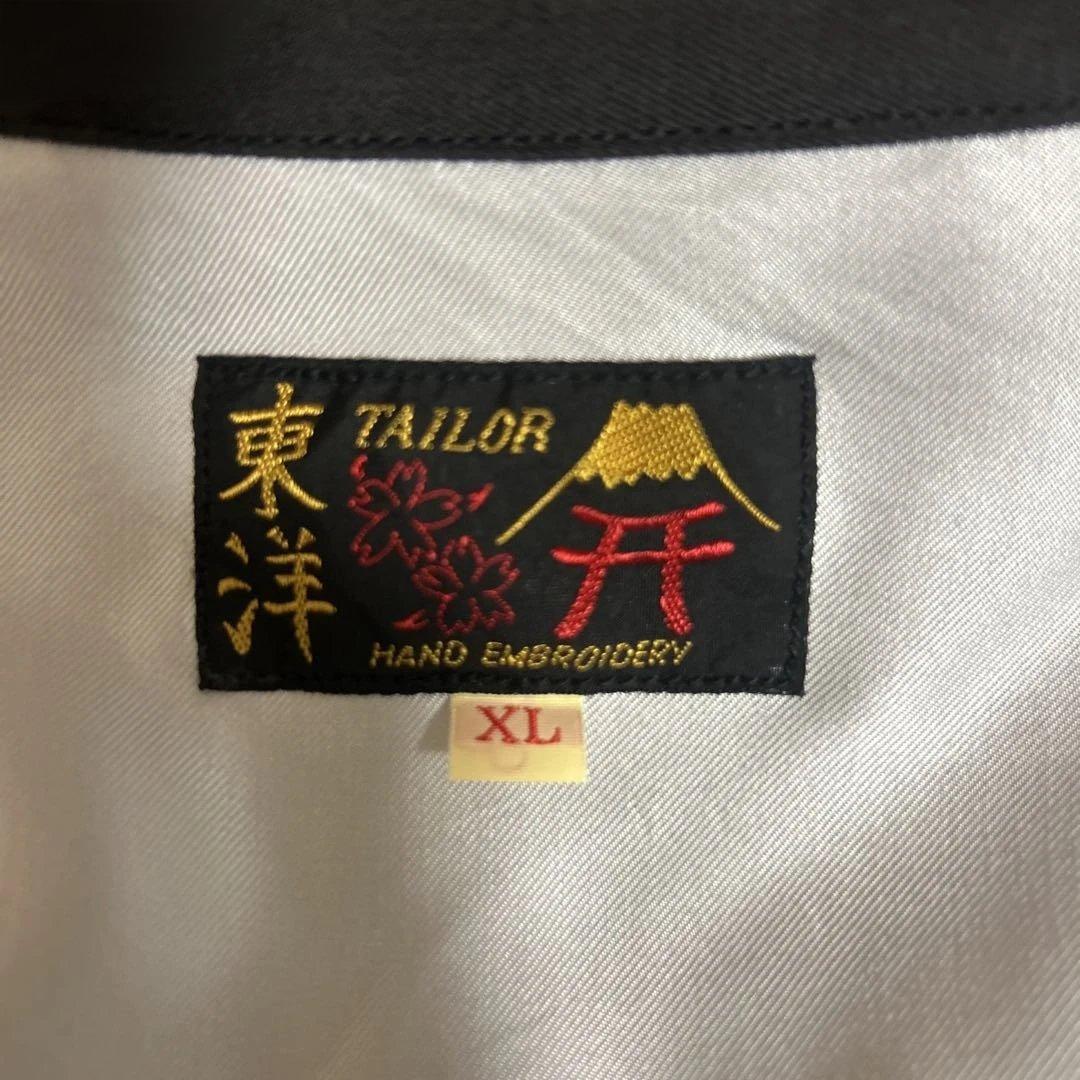 東洋
TAILOR
HAND EMBROIDERY
XL